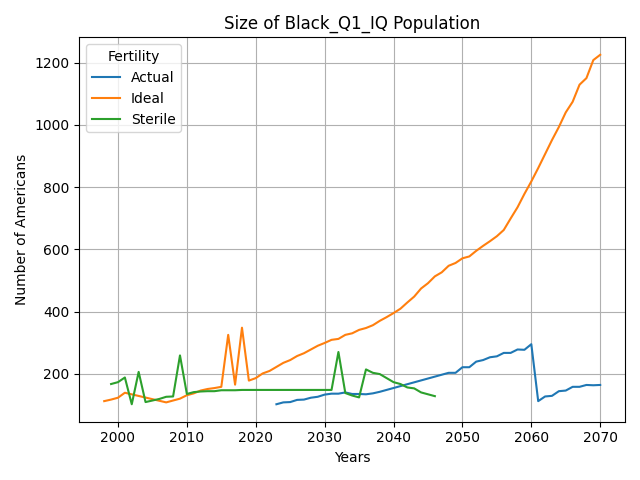 Size of Black_Q1_IQ Population
Fertility
Actual
Ideal
Sterile
Number of Americans
1200
1000
800
600
400
200
2000 2010 2020 2030 2040 2050 2060 2070
Years